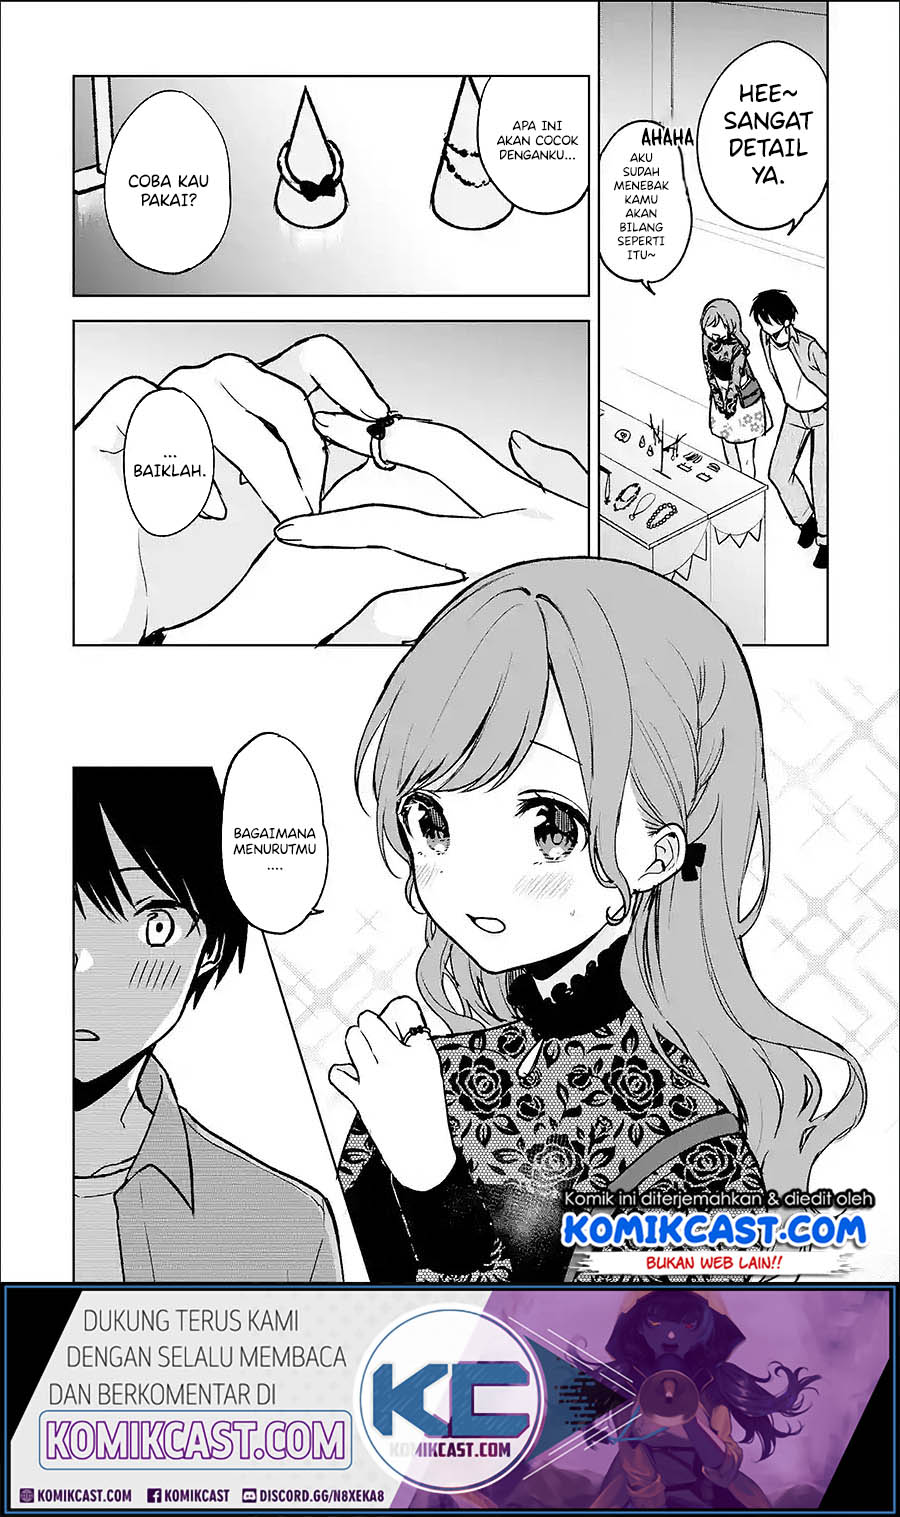 HEE~
SANGAT
DETAIL
YA.
AHAHA
AKU
SUDAH
MENEBAK
KAMU
AKAN
BILANG
SEPERTI
ITU~
APA INI
AKAN COCOK
DENGANKU...
COBA KAU
PAKAI?
...
BAIKLAH.
BAGAIMANA
MENURUTMU
....
Komik ini diterjemahkan & diedit oleh
KOMIKCAST.COM
BUKAN WEB LAIN!!
DUKUNG TERUS KAMI
DENGAN SELALU MEMBACA
DAN BERKOMENTAR DI
KOMIKCAST.COM
KC
KOMIKCAST.COM
KOMIKCAST.COM
KOMIKCAST
DISCORD.GG/N8XEKA8